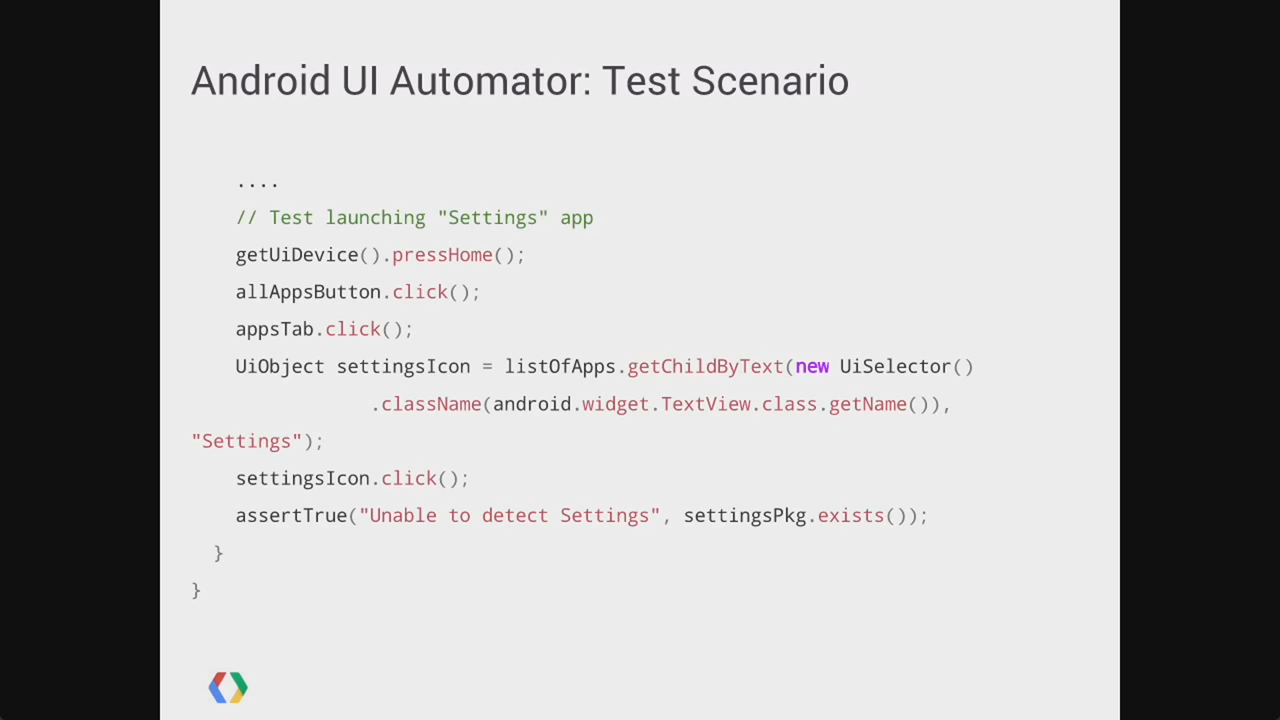 Android UI Automator: Test Scenario
....
// Test launching "Settings" app
getUiDevice().pressHome();
allAppsButton.click();
appsTab.click();
UiObject settingsIcon = listOfApps.getChildByText(new UiSelector()
.className(android.widget.TextView.class.getName()),
"Settings");
settingsIcon.click();
assertTrue("Unable to detect Settings", settingsPkg.exists());
}
}